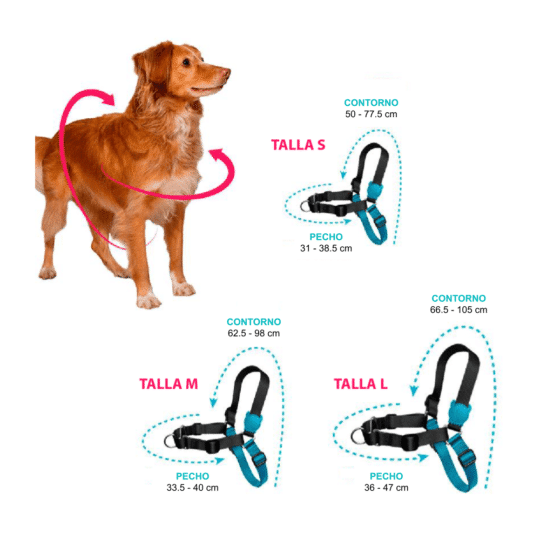 CONTORNO
50 - 77.5 cm
TALLA S
PECHO
31 - 38.5 cm
CONTORNO
62.5 - 98 cm
TALLA M
PECHO
33.5 - 40 cm
CONTORNO
66.5 - 105 cm
TALLA L
PECHO
36 - 47 cm